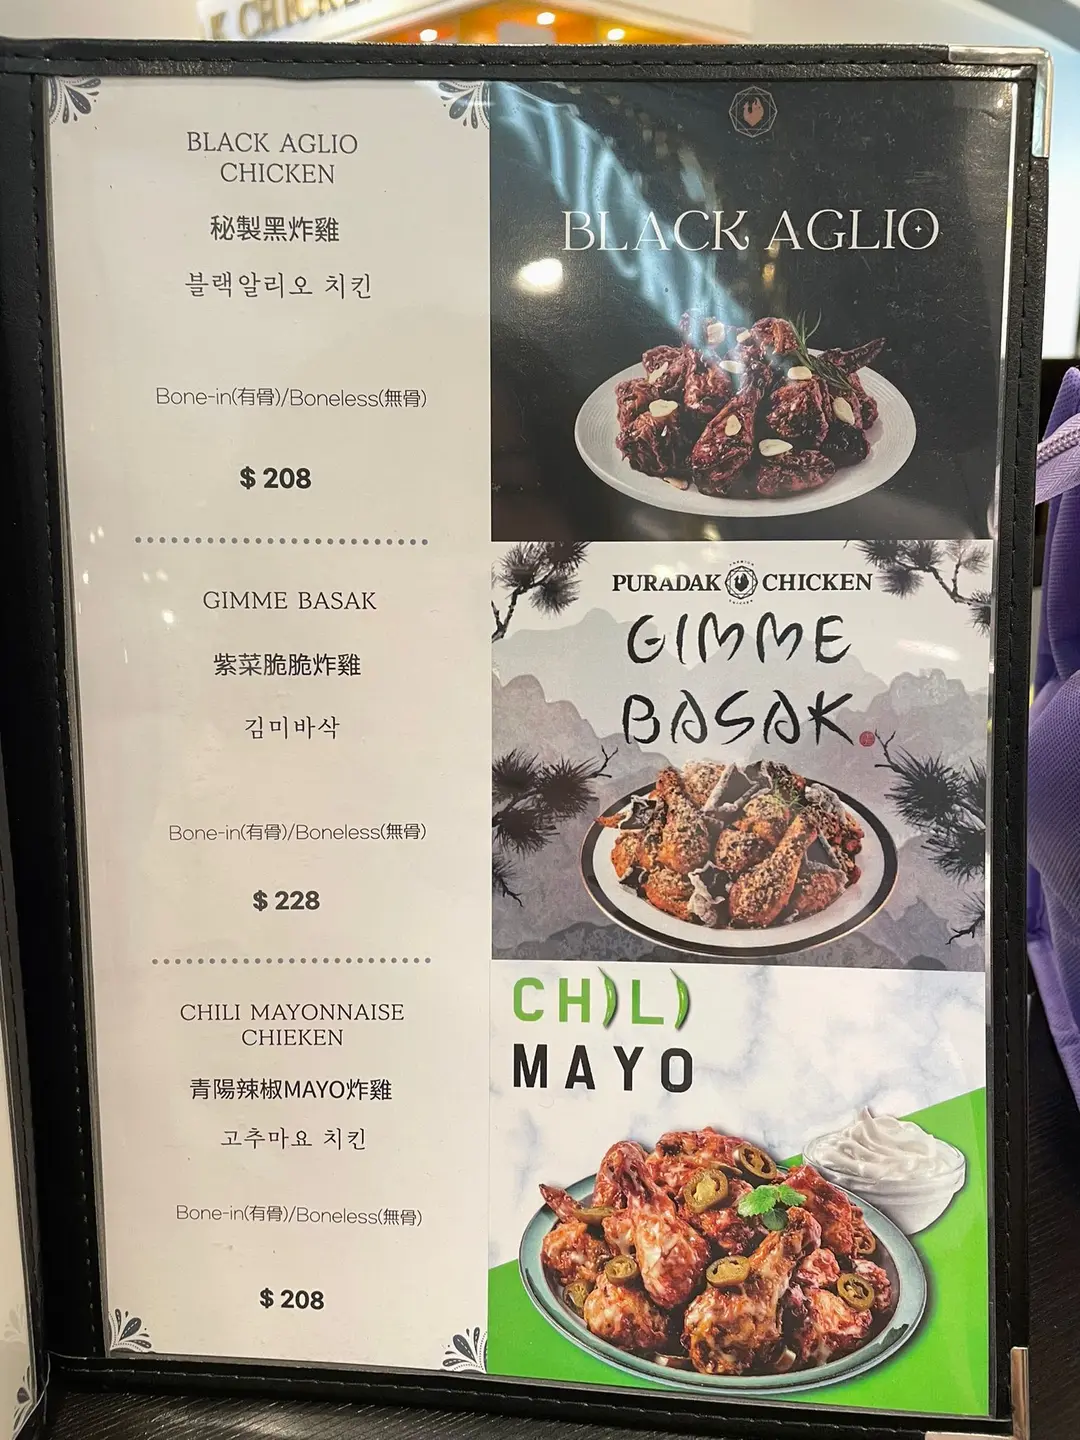 K CHICKEN
BLACK AGLIO
CHICKEN
秘製黑炸雞
블랙알리오 치킨
Bone-in(有骨)/Boneless(無骨)
$ 208
GIMME BASAK
紫菜脆脆炸雞
김미바삭
Bone-in(有骨)/Boneless(無骨)
$ 228
CHILI MAYONNAISE
CHIEKEN
青陽辣椒MAYO炸雞
고추마요 치킨
Bone-in(有骨)/Boneless(無骨)
$ 208
BLACK AGLIO
PURADAK CHICKEN
GIMME
BASAK.
CHILI
MAYO